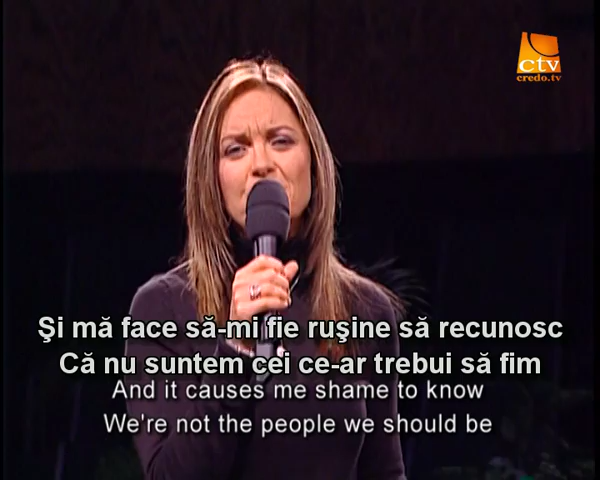 ctv
credo.tv
Şi mă face să-mi fie ruşine să recunosc
Că nu suntem cei ce-ar trebui să fim
And it causes me shame to know
We're not the people we should be